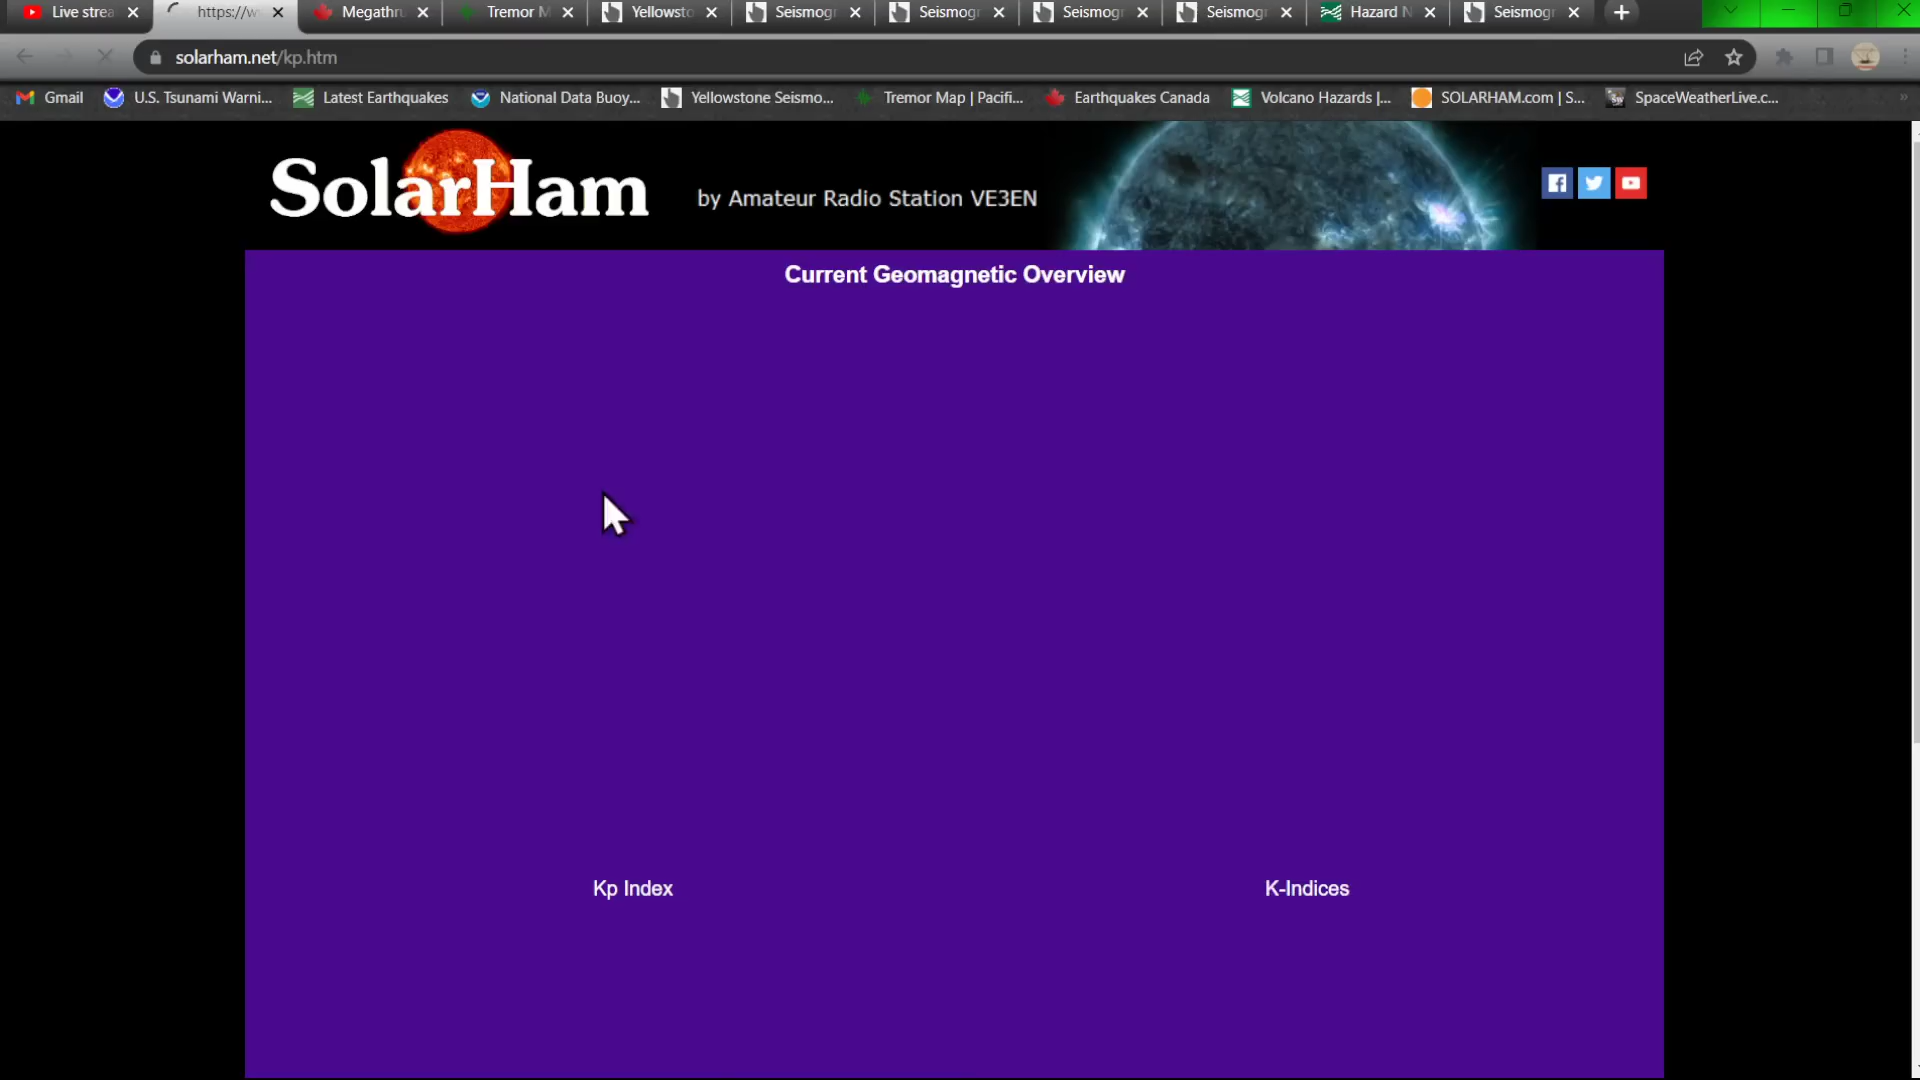 Live strea
https://w
Megathr
Tremor M
Yellowsto
Seismogr
Seismogr
Seismogr
Seismogr
Hazard N
Seismogr
solarham.net/kp.htm
Gmail
U.S. Tsunami Warni...
Latest Earthquakes
National Data Buoy...
Yellowstone Seismo...
Tremor Map | Pacifi...
Earthquakes Canada
Volcano Hazards |...
SOLARHAM.com | S...
SpaceWeatherLive.c...
SolarHam
by Amateur Radio Station VE3EN
Current Geomagnetic Overview
Kp Index
K-Indices